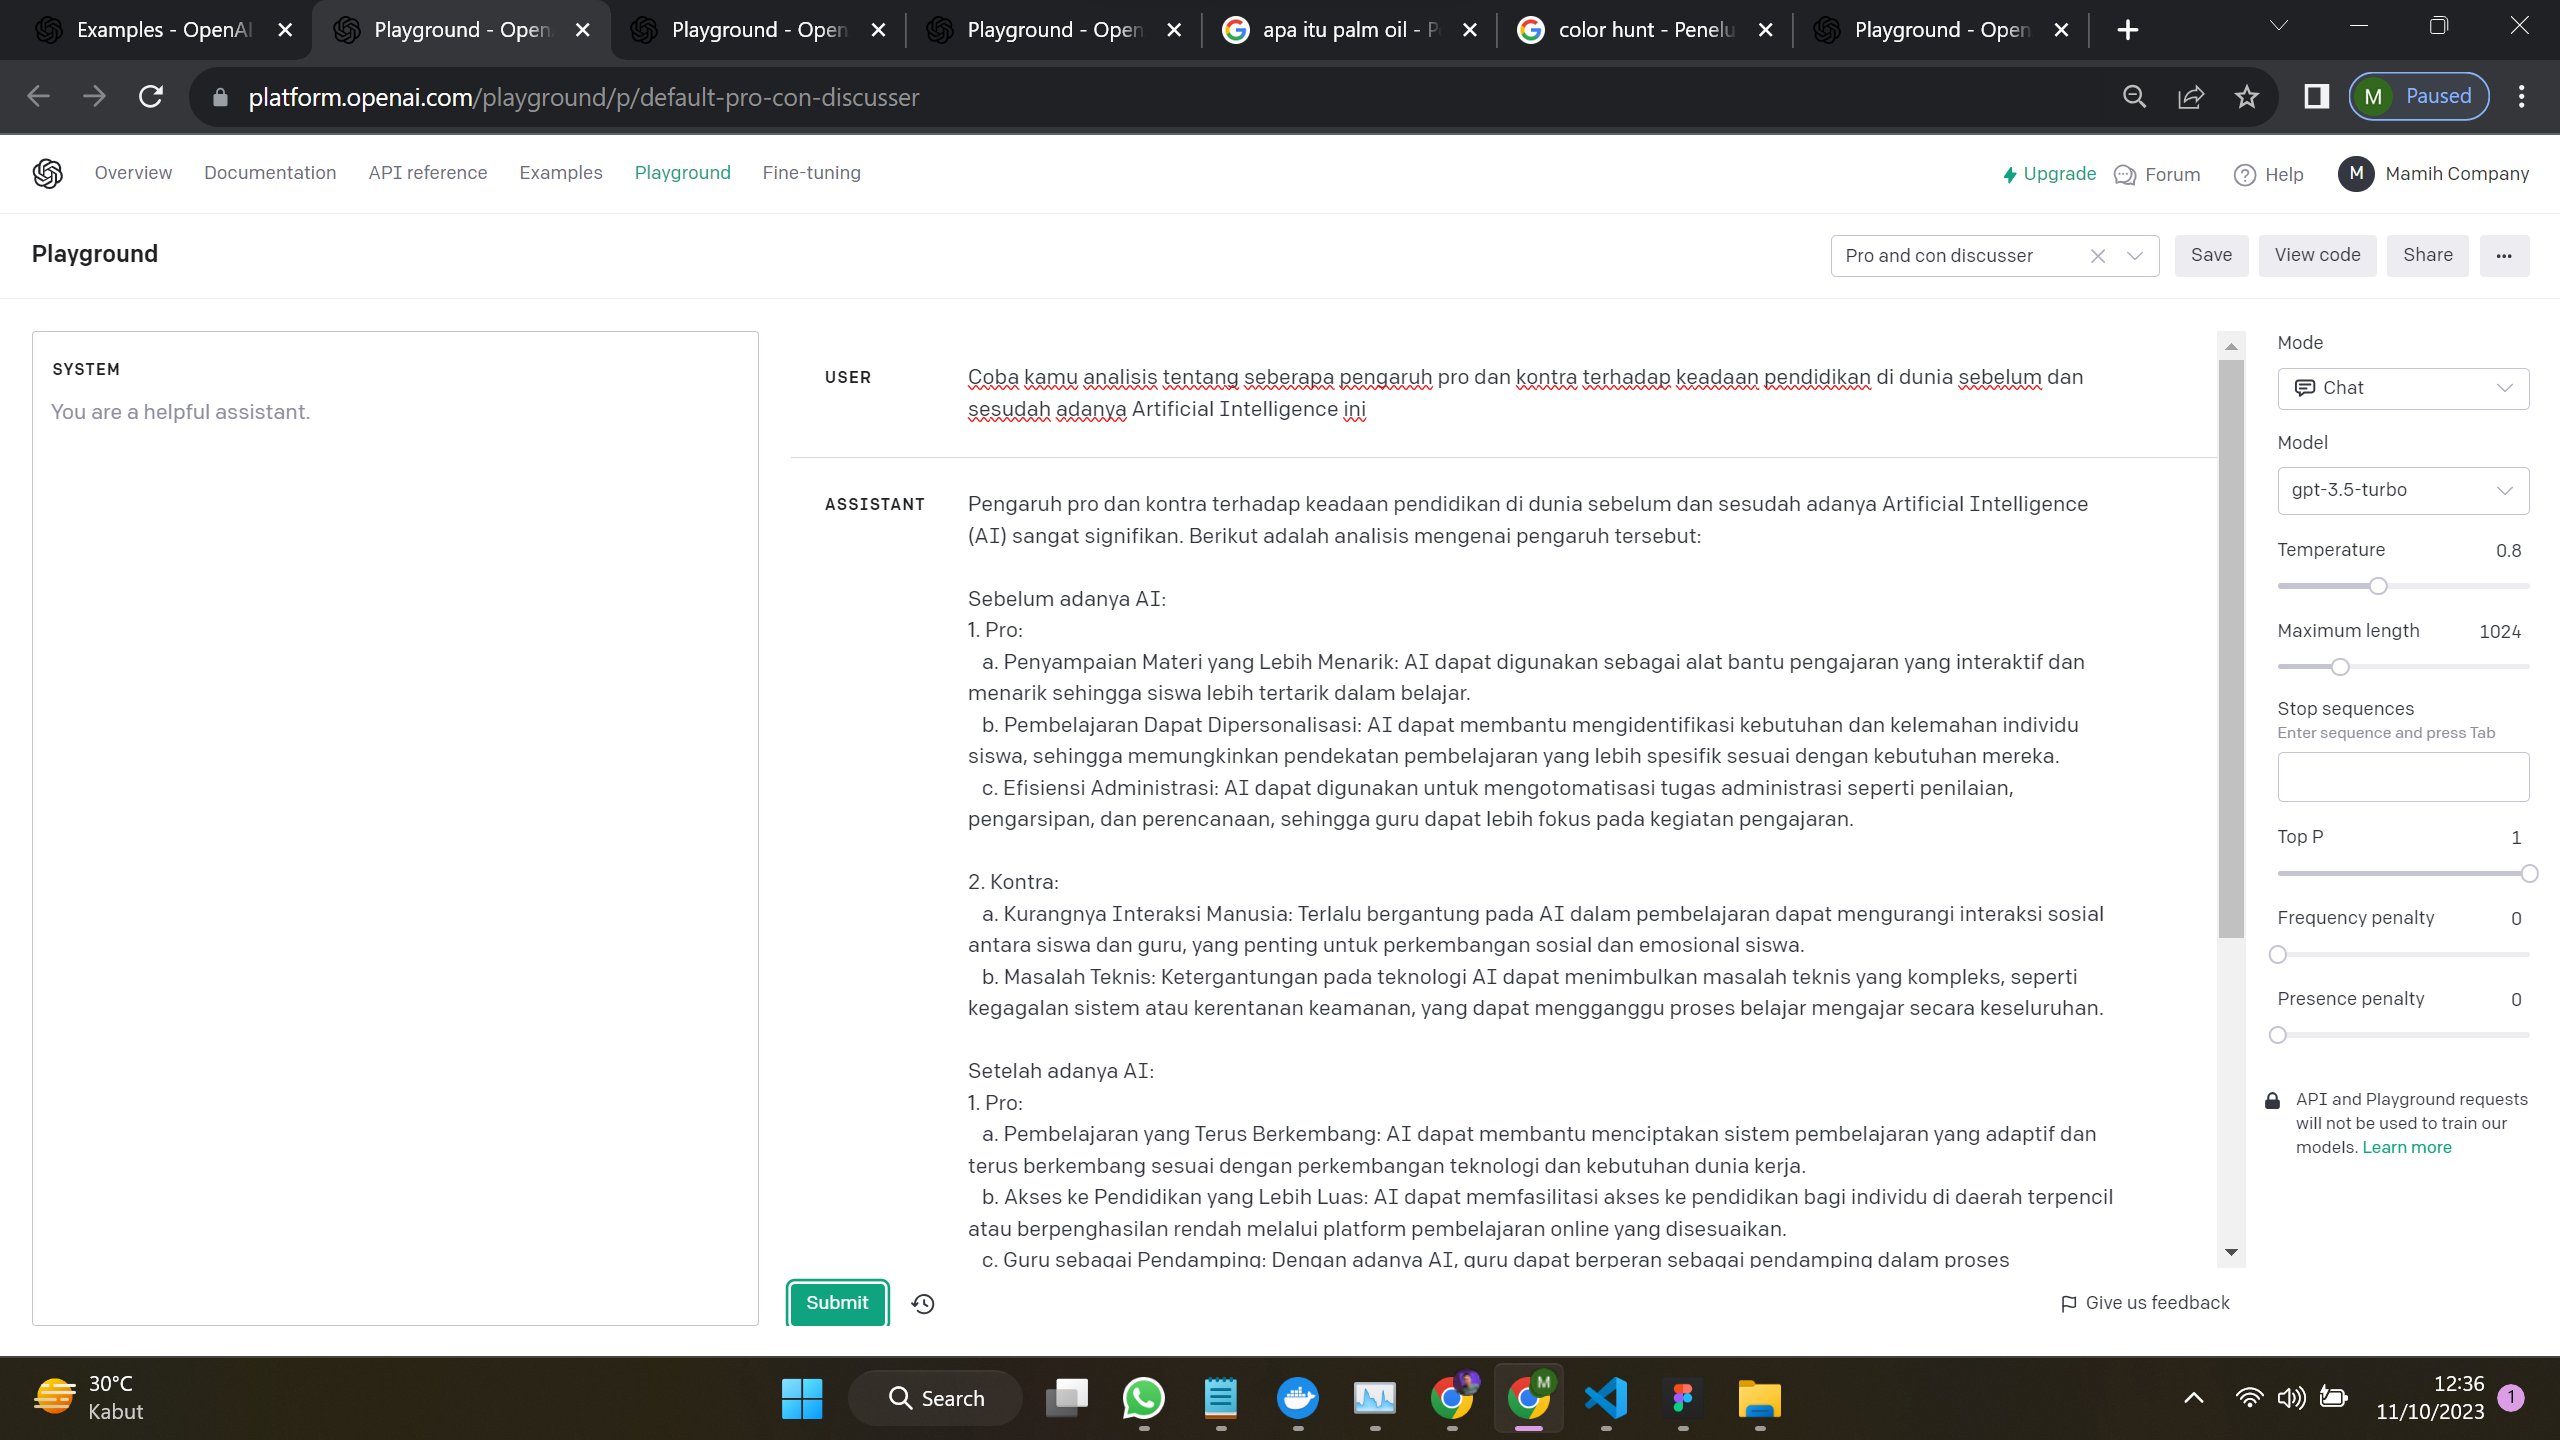 Examples - OpenAI
Playground - Open
Playground - Open
Playground - Open
apa itu palm oil - P
color hunt - Penelu
Playground - Open
platform.openai.com/playground/p/default-pro-con-discusser
M Paused
Overview Documentation API reference Examples Playground Fine-tuning
Upgrade Forum Help M Mamih Company
Playground
Pro and con discusser
Save View code Share ...
SYSTEM
You are a helpful assistant.
USER
Coba kamu analisis tentang seberapa pengaruh pro dan kontra terhadap keadaan pendidikan di dunia sebelum dan
sesudah adanya Artificial Intelligence ini
ASSISTANT
Pengaruh pro dan kontra terhadap keadaan pendidikan di dunia sebelum dan sesudah adanya Artificial Intelligence
(AI) sangat signifikan. Berikut adalah analisis mengenai pengaruh tersebut:
Sebelum adanya AI:
1. Pro:
a. Penyampaian Materi yang Lebih Menarik: AI dapat digunakan sebagai alat bantu pengajaran yang interaktif dan
menarik sehingga siswa lebih tertarik dalam belajar.
b. Pembelajaran Dapat Dipersonalisasi: AI dapat membantu mengidentifikasi kebutuhan dan kelemahan individu
siswa, sehingga memungkinkan pendekatan pembelajaran yang lebih spesifik sesuai dengan kebutuhan mereka.
c. Efisiensi Administrasi: AI dapat digunakan untuk mengotomatisasi tugas administrasi seperti penilaian,
pengarsipan, dan perencanaan, sehingga guru dapat lebih fokus pada kegiatan pengajaran.
2. Kontra:
a. Kurangnya Interaksi Manusia: Terlalu bergantung pada AI dalam pembelajaran dapat mengurangi interaksi sosial
antara siswa dan guru, yang penting untuk perkembangan sosial dan emosional siswa.
b. Masalah Teknis: Ketergantungan pada teknologi AI dapat menimbulkan masalah teknis yang kompleks, seperti
kegagalan sistem atau kerentanan keamanan, yang dapat mengganggu proses belajar mengajar secara keseluruhan.
Setelah adanya AI:
1. Pro:
a. Pembelajaran yang Terus Berkembang: AI dapat membantu menciptakan sistem pembelajaran yang adaptif dan
terus berkembang sesuai dengan perkembangan teknologi dan kebutuhan dunia kerja.
b. Akses ke Pendidikan yang Lebih Luas: AI dapat memfasilitasi akses ke pendidikan bagi individu di daerah terpencil
atau berpenghasilan rendah melalui platform pembelajaran online yang disesuaikan.
c. Guru sebagai Pendamping: Dengan adanya AI, guru dapat berperan sebagai pendamping dalam proses
Submit
Give us feedback
Mode
Chat
Model
gpt-3.5-turbo
Temperature 0.8
Maximum length 1024
Stop sequences
Enter sequence and press Tab
Top P 1
Frequency penalty 0
Presence penalty 0
API and Playground requests
will not be used to train our
models. Learn more
30°C
Kabut
Search
M
12:36
11/10/2023
1